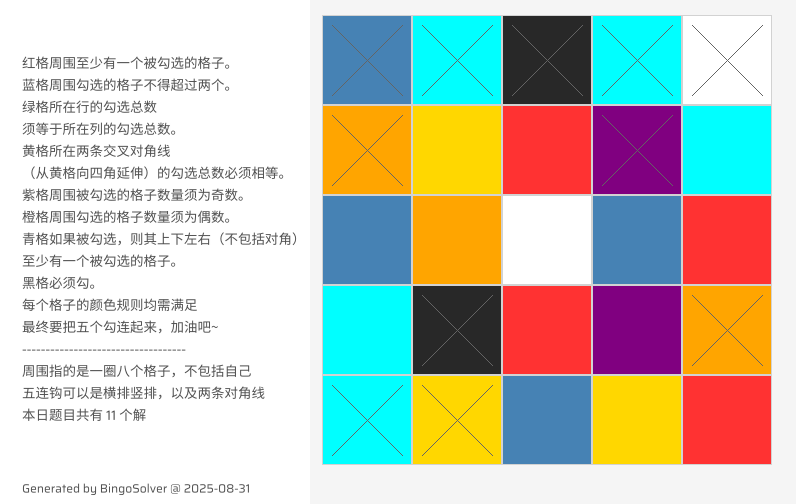 红格周围至少有一个被勾选的格子。
蓝格周围勾选的格子不得超过两个。
绿格所在行的勾选总数
须等于所在列的勾选总数。
黄格所在两条交叉对角线
（从黄格向四角延伸）的勾选总数必须相等。
紫格周围被勾选的格子数量须为奇数。
橙格周围勾选的格子数量须为偶数。
青格如果被勾选，则其上下左右（不包括对角）
至少有一个被勾选的格子。
黑格必须勾。
每个格子的颜色规则均需满足
最终要把五个勾连起来，加油吧~
-----------------------------------
周围指的是一圈八个格子，不包括自己
五连钩可以是横排竖排，以及两条对角线
本日题目共有 11 个解
Generated by BingoSolver @ 2025-08-31